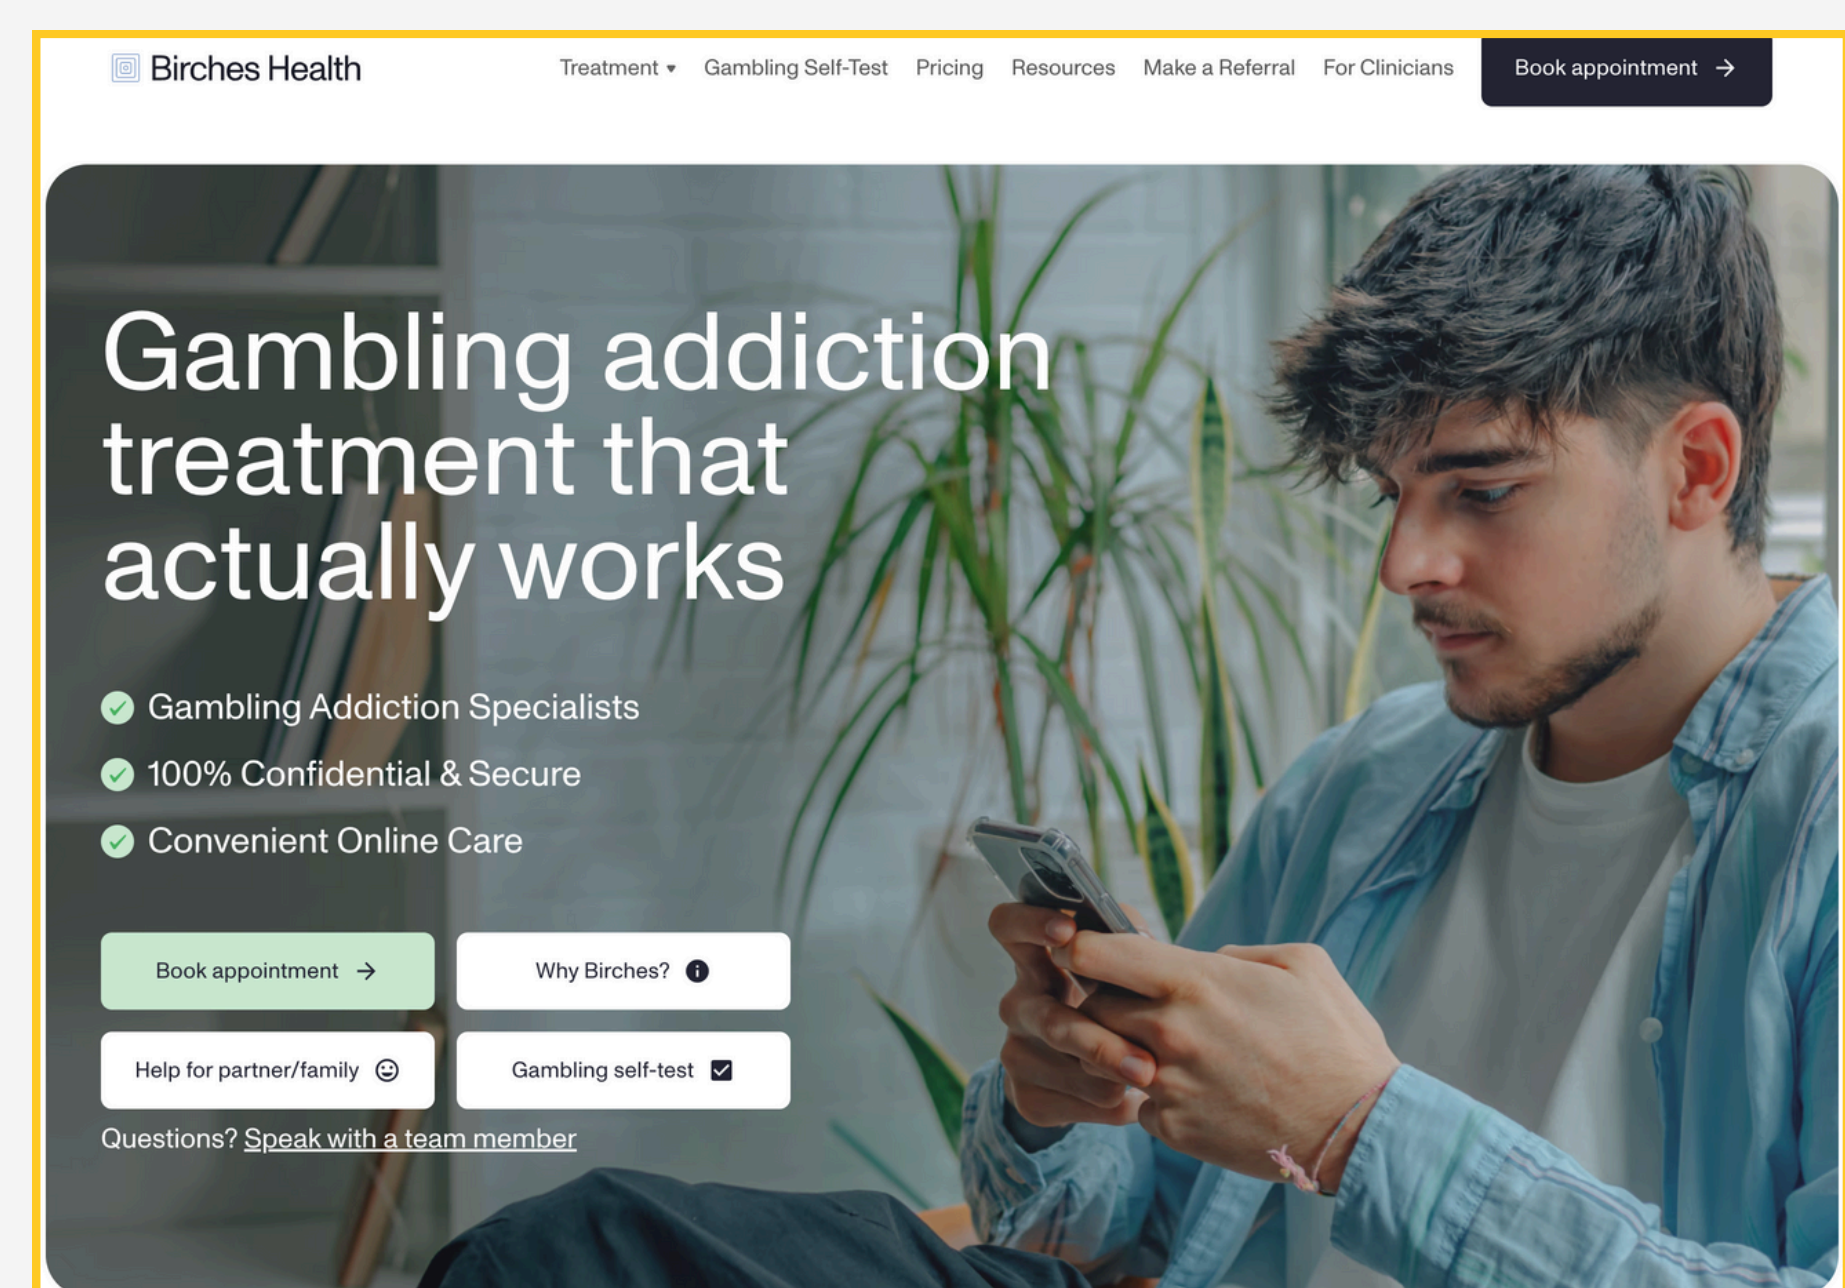 Birches Health
Treatment
Gambling Self-Test
Pricing
Resources
Make a Referral
For Clinicians
Book appointment →
Gambling addiction
treatment that
actually works
Gambling Addiction Specialists
100% Confidential & Secure
Convenient Online Care
Book appointment →
Why Birches?
Help for partner/family
Gambling self-test
Questions? Speak with a team member